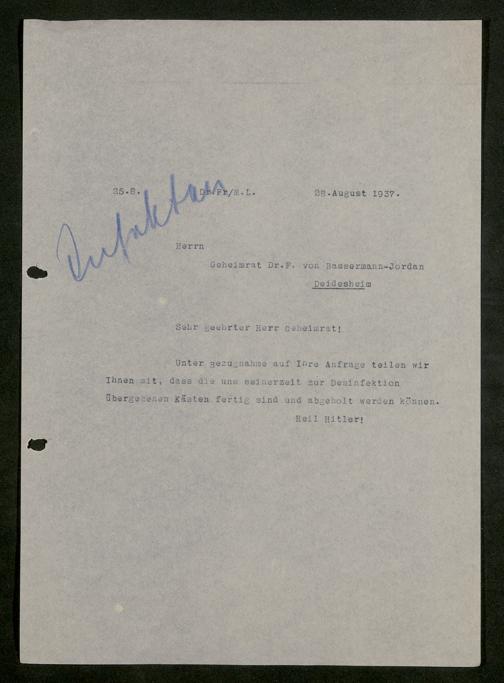 25.8. Dr.Fr/M.L. 28.August 1937.
Herrn
Geheimrat Dr.F. von Bassermann-Jordan
Deidesheim
Sehr geehrter Herr Geheimrat!
Unter Bezugnahme auf Ihre Anfrage teilen wir
Ihnen mit, dass die uns seinerzeit zur Desinfektion
übergebenen Kästen fertig sind und abgeholt werden können.
Heil Hitler!